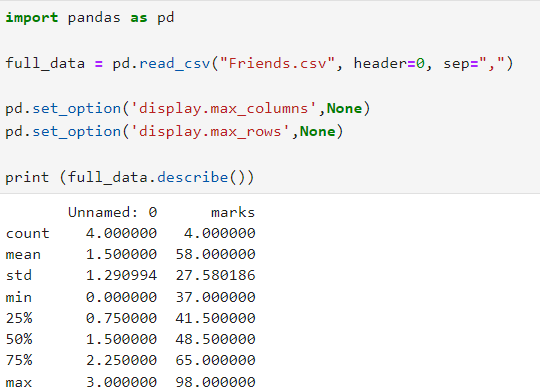 import pandas as pd
full_data = pd.read_csv("Friends.csv", header=0, sep=",")
pd.set_option('display.max_columns',None)
pd.set_option('display.max_rows',None)
print (full_data.describe())
Unnamed: 0 marks
count 4.000000 4.000000
mean 1.500000 58.000000
std 1.290994 27.580186
min 0.000000 37.000000
25% 0.750000 41.500000
50% 1.500000 48.500000
75% 2.250000 65.000000
max 3.000000 98.000000